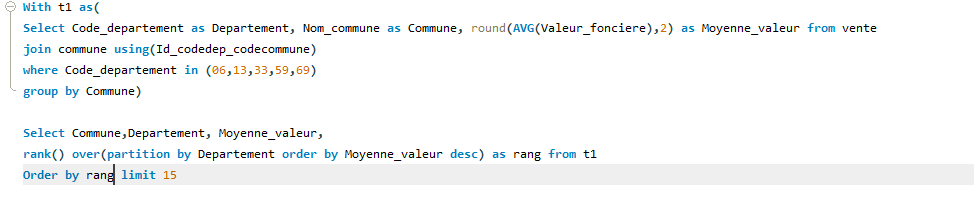 With t1 as(
Select Code_departement as Departement, Nom_commune as Commune, round(AVG(Valeur_fonciere),2) as Moyenne_valeur from vente
join commune using(Id_codedep_codecommune)
where Code_departement in (06,13,33,59,69)
group by Commune)
Select Commune,Departement, Moyenne_valeur,
rank() over(partition by Departement order by Moyenne_valeur desc) as rang from t1
Order by rang limit 15